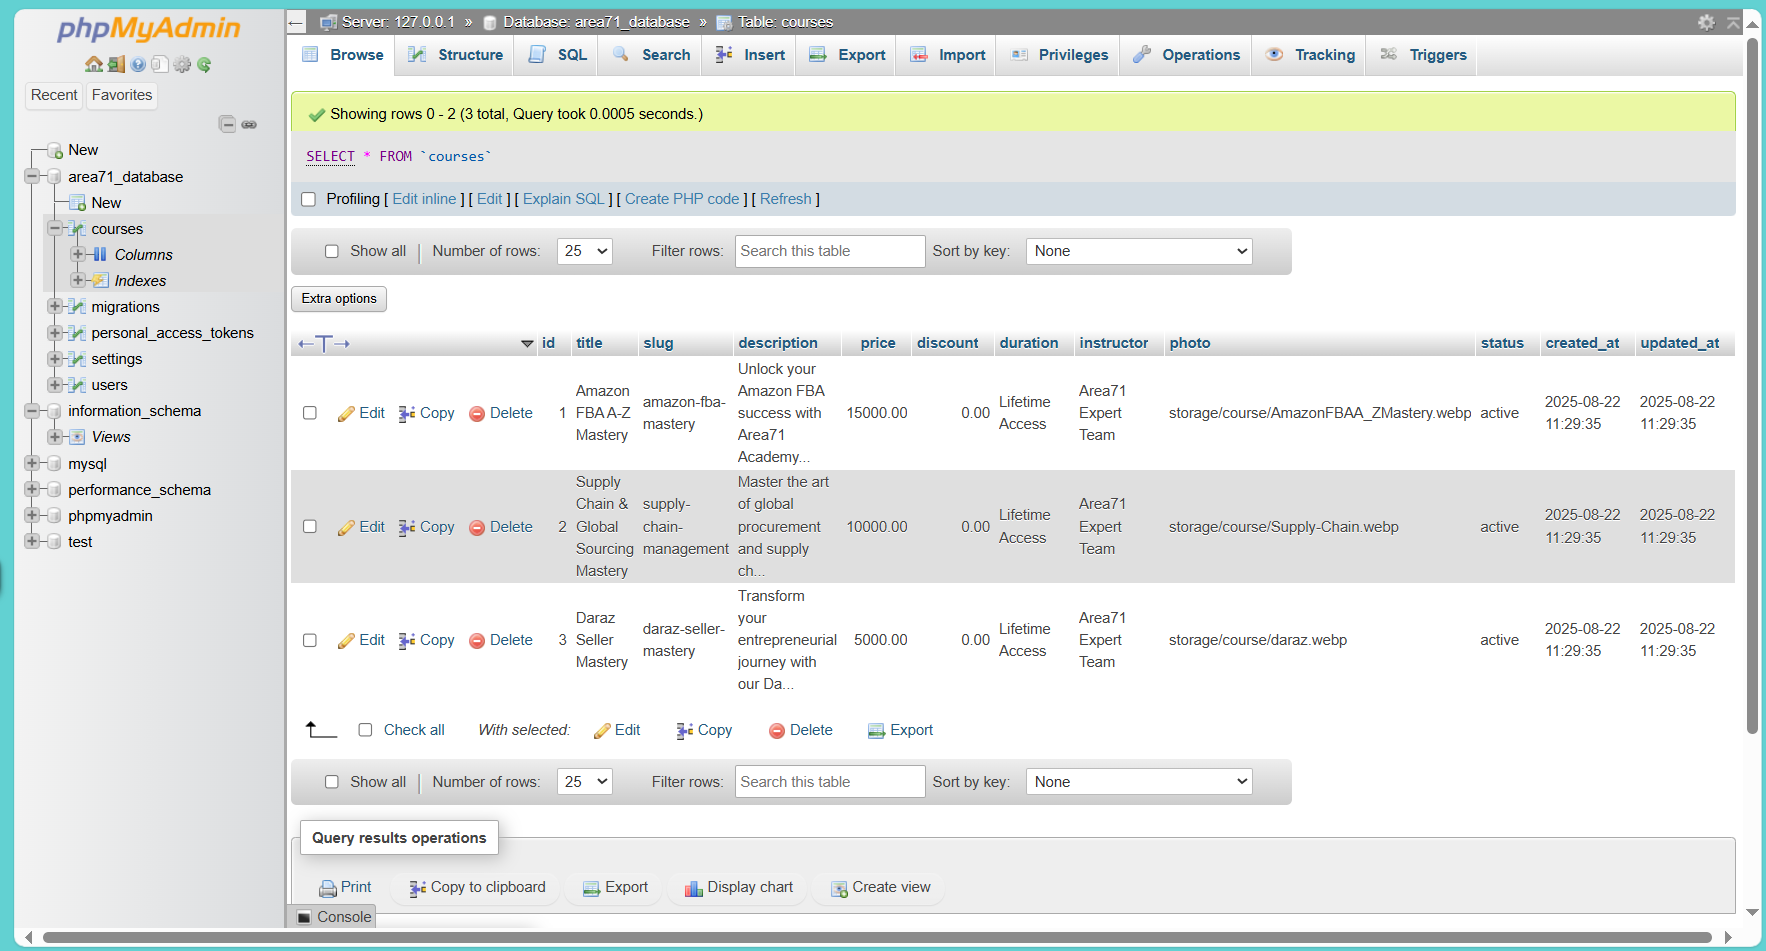 phpMyAdmin
Recent Favorites
New
area71_database
New
courses
Columns
Indexes
migrations
personal_access_tokens
settings
users
information_schema
Views
mysql
performance_schema
phpmyadmin
test
Server: 127.0.0.1 » Database: area71_database » Table: courses
Browse Structure SQL Search Insert Export Import Privileges Operations Tracking Triggers
Showing rows 0 - 2 (3 total, Query took 0.0005 seconds.)
SELECT * FROM `courses`
Profiling [ Edit inline ] [ Edit ] [ Explain SQL ] [ Create PHP code ] [ Refresh ]
Show all Number of rows: 25 Filter rows: Search this table Sort by key: None
Extra options
id title slug description price discount duration instructor photo status created_at updated_at
Edit Copy Delete 1
Amazon
FBA A-Z
Mastery
amazon-fba-
mastery
Unlock your
Amazon FBA
success with
Area71
Academy...
15000.00 0.00
Lifetime
Access
Area71
Expert
Team
storage/course/AmazonFBAA_ZMastery.webp active
2025-08-22
11:29:35
2025-08-22
11:29:35
Edit Copy Delete 2
Supply
Chain &
Global
Sourcing
Mastery
supply-
chain-
management
Master the art
of global
procurement
and supply
ch...
10000.00 0.00
Lifetime
Access
Area71
Expert
Team
storage/course/Supply-Chain.webp active
2025-08-22
11:29:35
2025-08-22
11:29:35
Edit Copy Delete 3
Daraz
Seller
Mastery
daraz-seller-
mastery
Transform
your
entrepreneurial
journey with
our Da...
5000.00 0.00
Lifetime
Access
Area71
Expert
Team
storage/course/daraz.webp active
2025-08-22
11:29:35
2025-08-22
11:29:35
Check all With selected: Edit Copy Delete Export
Show all Number of rows: 25 Filter rows: Search this table Sort by key: None
Query results operations
Print Copy to clipboard Export Display chart Create view
Console